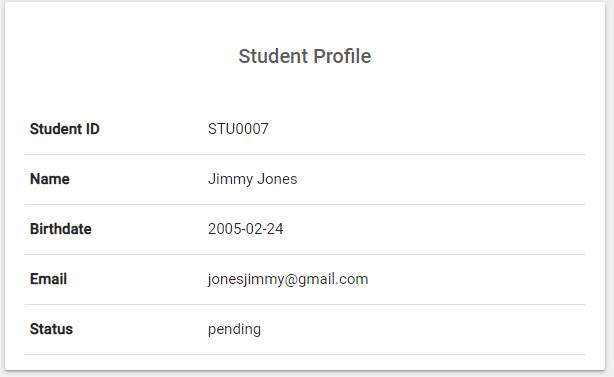 Student Profile
Student ID STU0007
Name Jimmy Jones
Birthdate 2005-02-24
Email jonesjimmy@gmail.com
Status pending